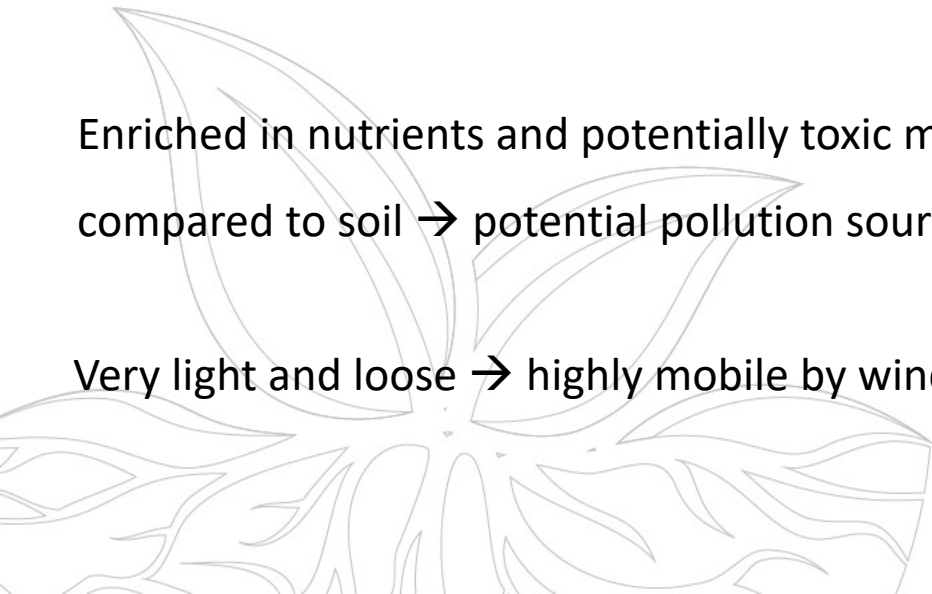 Enriched in nutrients and potentially toxic
compared to soil → potential pollution
Very light and loose → highly mobile by